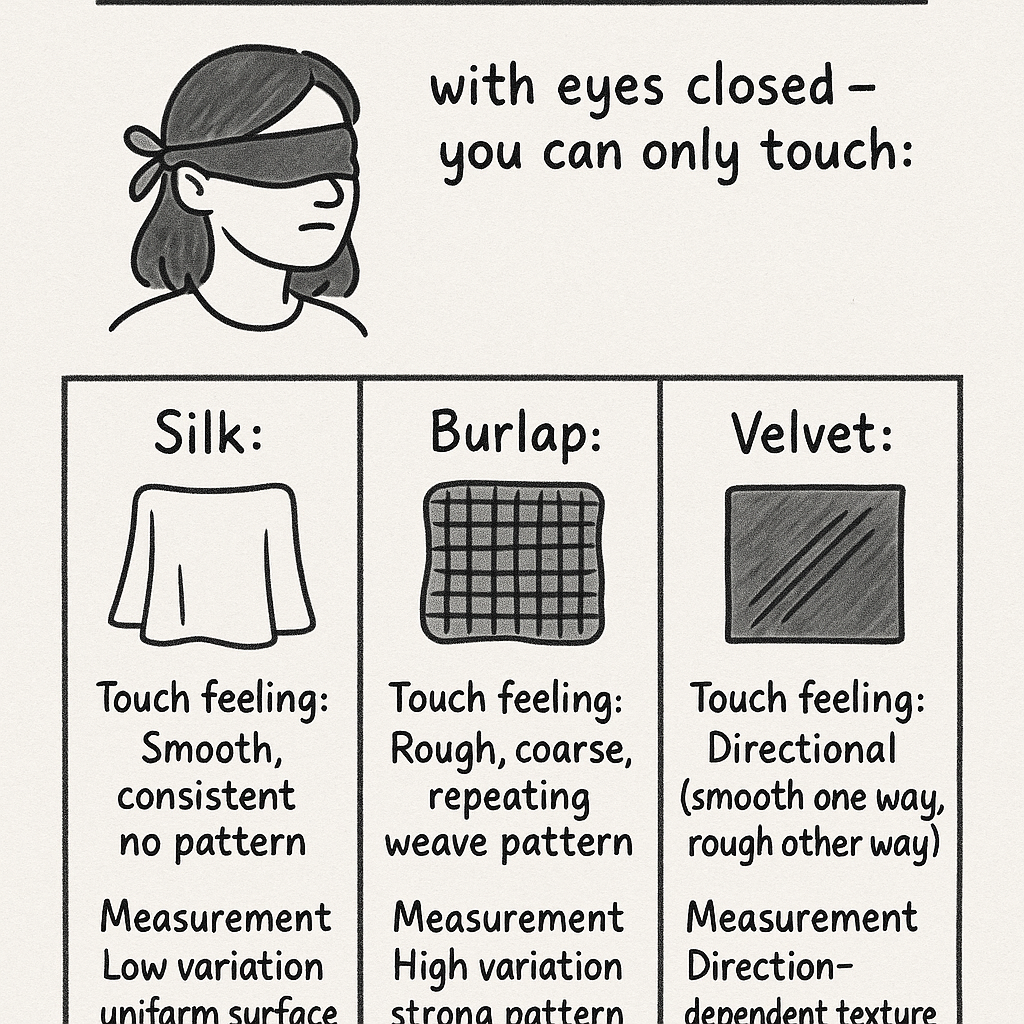 with eyes closed –
you can only touch:
Silk:
Touch feeling:
Smooth,
consistent
no pattern
Measurement
Low variation
unifarm surface
Burlap:
Touch feeling:
Rough, coarse,
repeating
weave pattern
Measurement
High variation
strong pattern
Velvet:
Touch feeling:
Directional
(smooth one way,
rough other way)
Measurement
Direction–
dependent texture